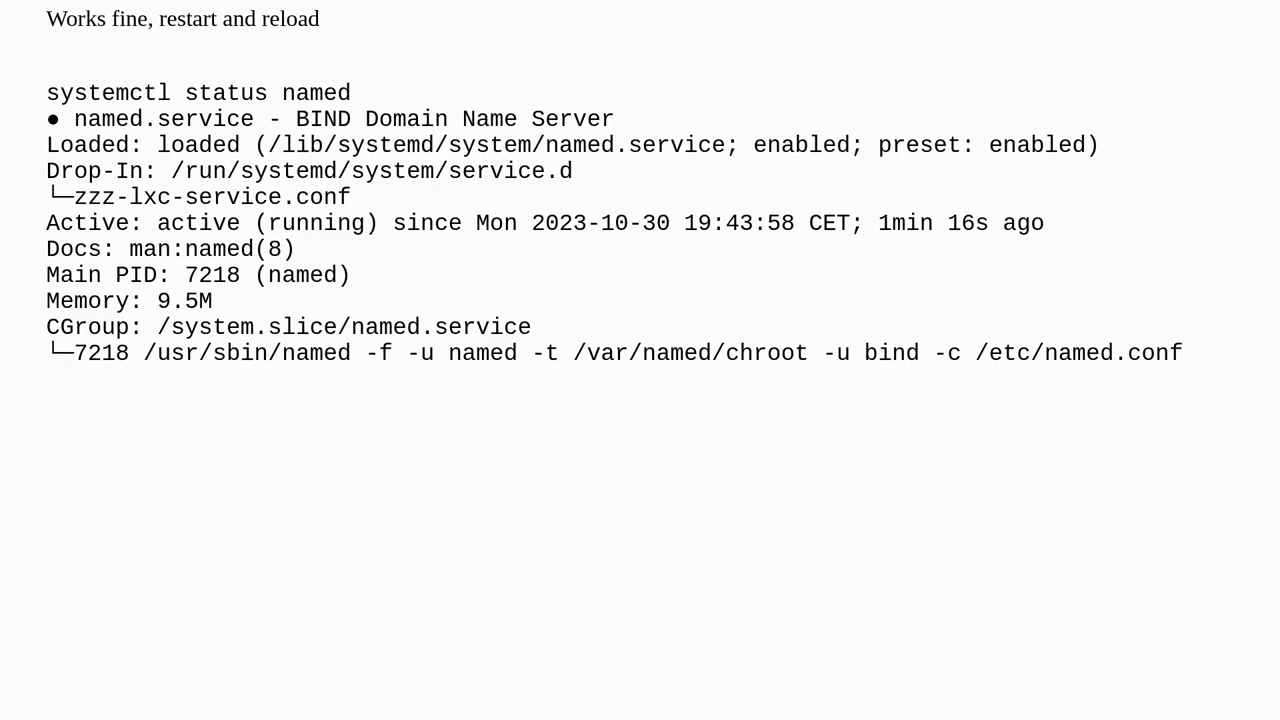 Works fine, restart and reload
systemctl status named
● named.service - BIND Domain Name Server
Loaded: loaded (/lib/systemd/system/named.service; enabled; preset: enabled)
Drop-In: /run/systemd/system/service.d
└─zzz-lxc-service.conf
Active: active (running) since Mon 2023-10-30 19:43:58 CET; 1min 16s ago
Docs: man:named(8)
Main PID: 7218 (named)
Memory: 9.5M
CGroup: /system.slice/named.service
└─7218 /usr/sbin/named -f -u named -t /var/named/chroot -u bind -c /etc/named.conf